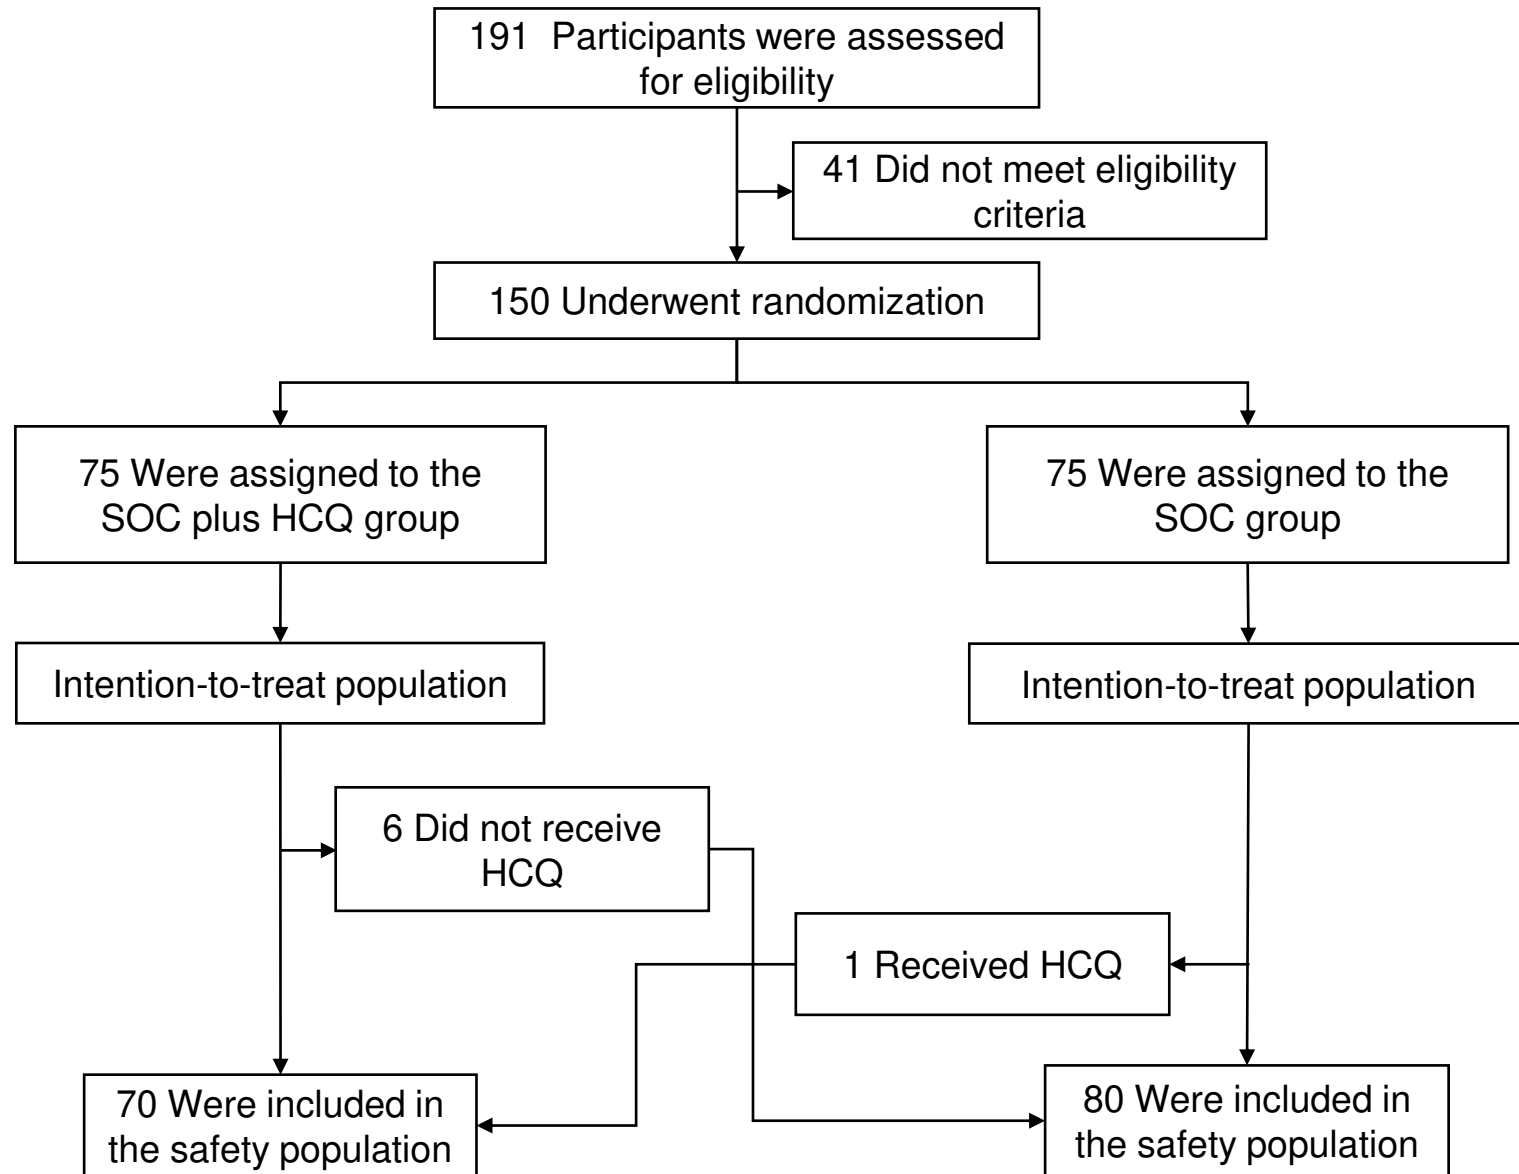 191  Participants were assessed
for eligibility
41 Did not meet eligibility
criteria
150 Underwent randomization
75 Were assigned to the
SOC plus HCQ group
75 Were assigned to the
SOC group
Intention-to-treat population
Intention-to-treat population
6 Did not receive
HCQ
1 Received HCQ
70 Were included in
the safety population
80 Were included in
the safety population